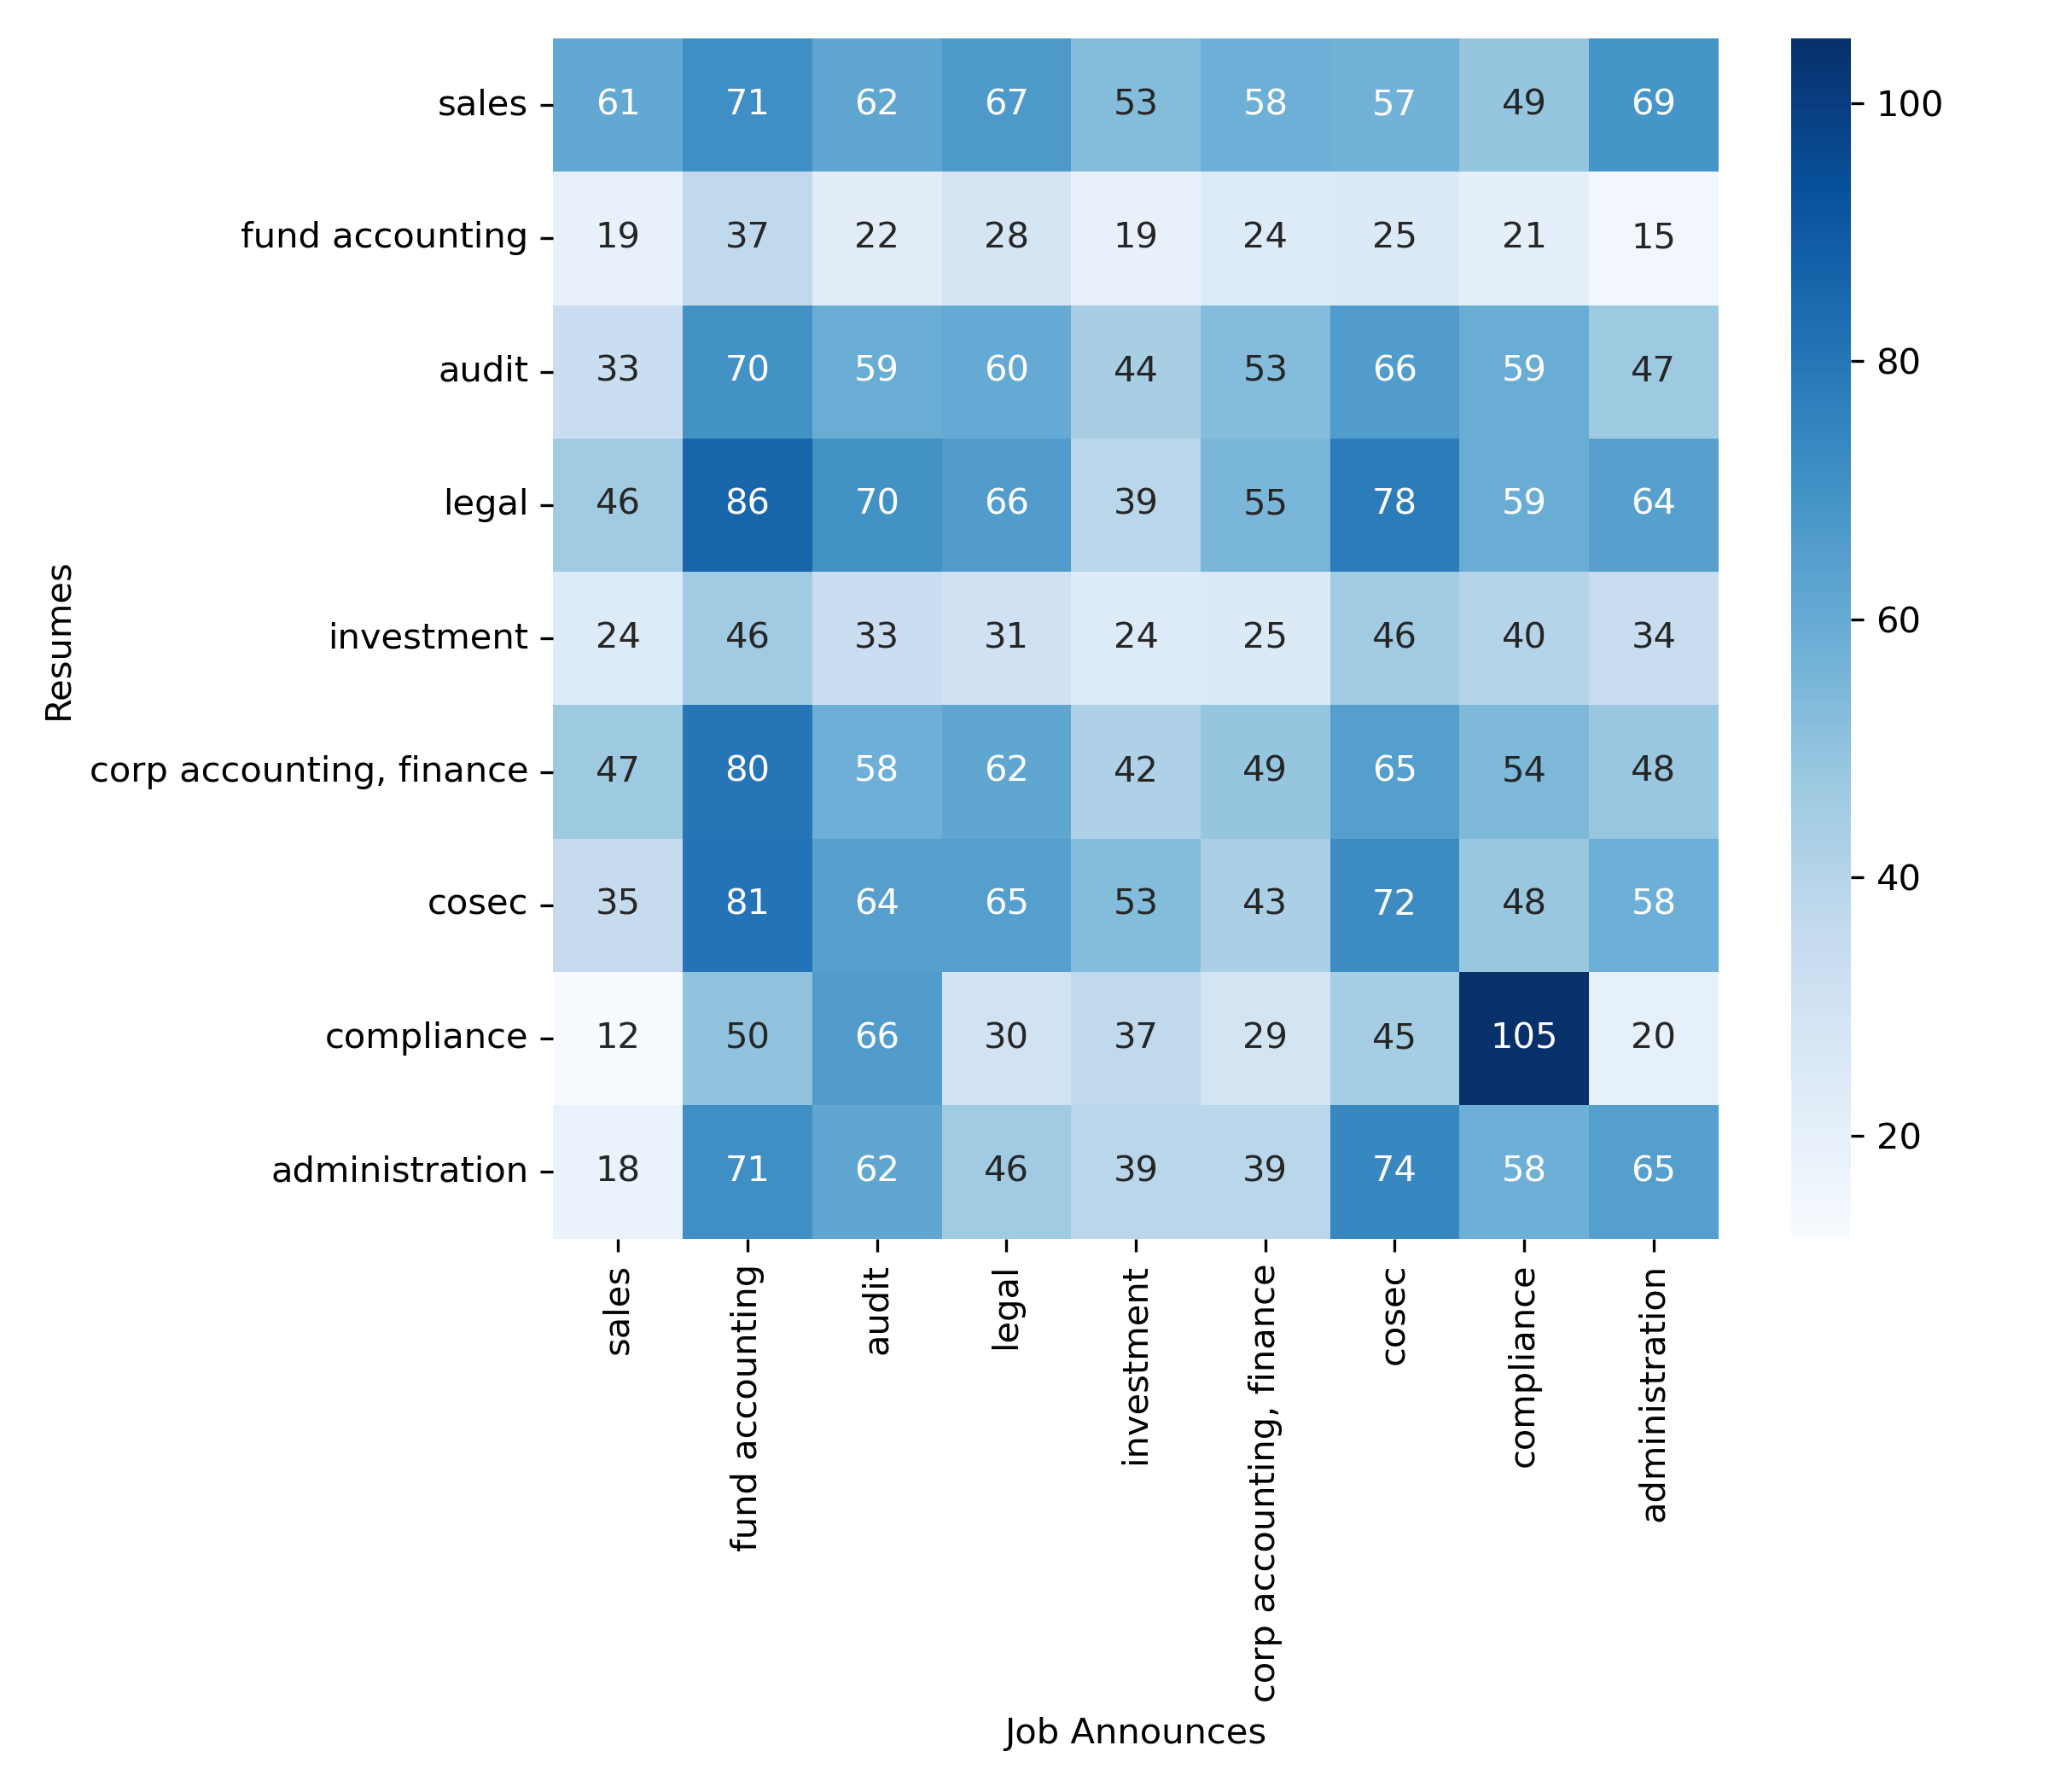 sales 61 71 62 67 53 58 57 49 69
fund accounting 19 37 22 28 19 24 25 21 15
audit 33 70 59 60 44 53 66 59 47
legal 46 86 70 66 39 55 78 59 64
investment 24 46 33 31 24 25 46 40 34
corp accounting, finance 47 80 58 62 42 49 65 54 48
cosec 35 81 64 65 53 43 72 48 58
compliance 12 50 66 30 37 29 45 105 20
administration 18 71 62 46 39 39 74 58 65
Resumes
sales
fund accounting
audit
legal
investment
corp accounting, finance
cosec
compliance
administration
Job Announces
100
80
60
40
20